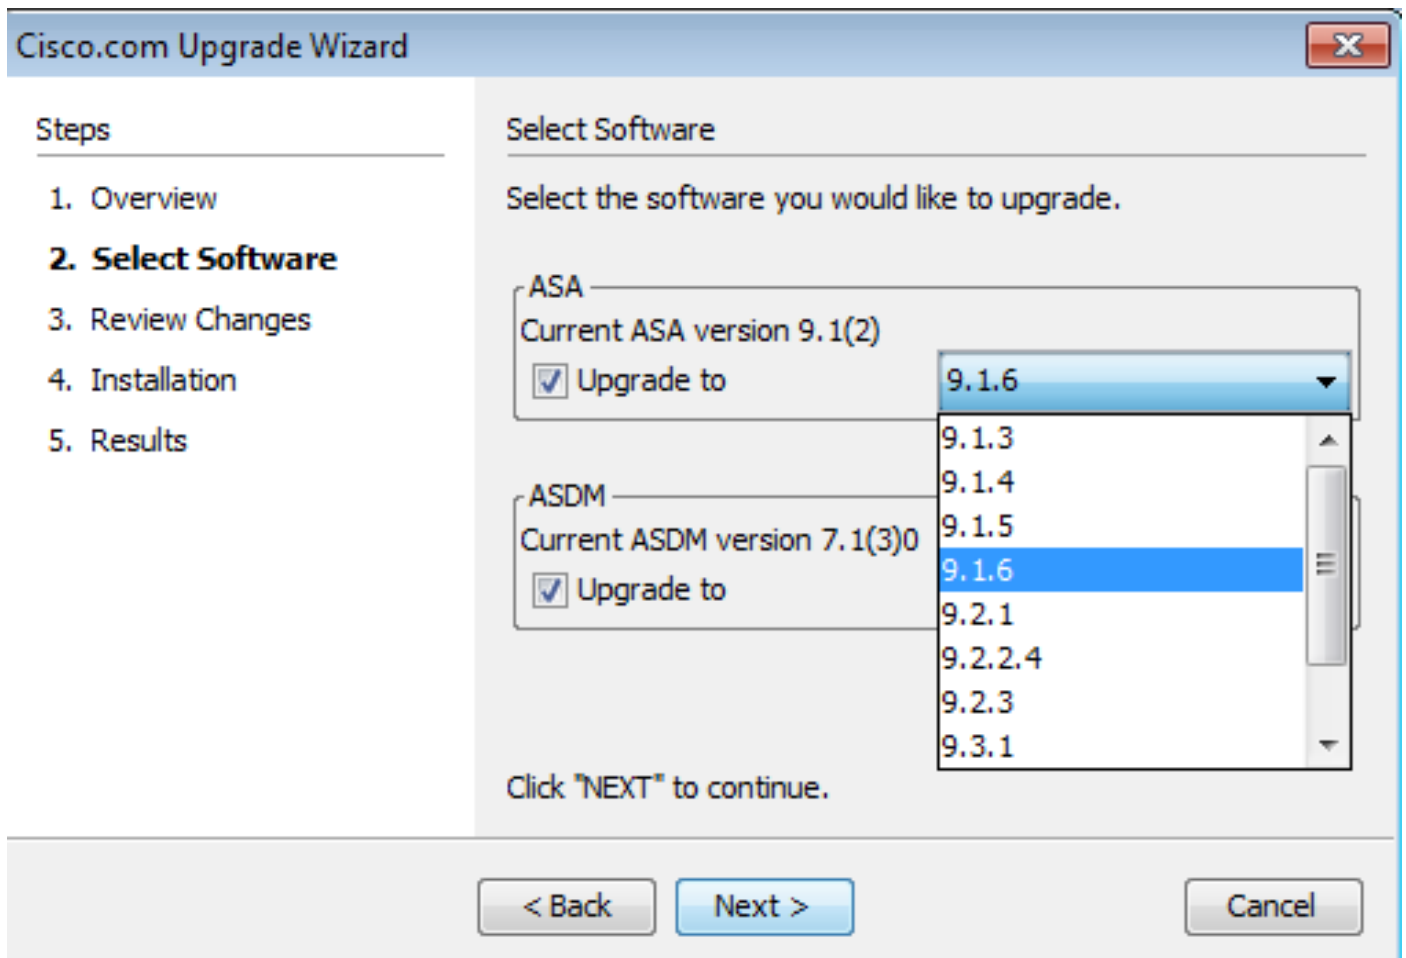 Cisco.com Upgrade Wizard
Steps
1. Overview
2. Select Software
3. Review Changes
4. Installation
5. Results
Select Software
Select the software you would like to upgrade.
ASA
Current ASA version 9.1(2)
Upgrade to
9.1.6
9.1.3
9.1.4
9.1.5
9.1.6
9.2.1
9.2.2.4
9.2.3
9.3.1
ASDM
Current ASDM version 7.1(3)0
Upgrade to
Click "NEXT" to continue.
< Back
Next >
Cancel